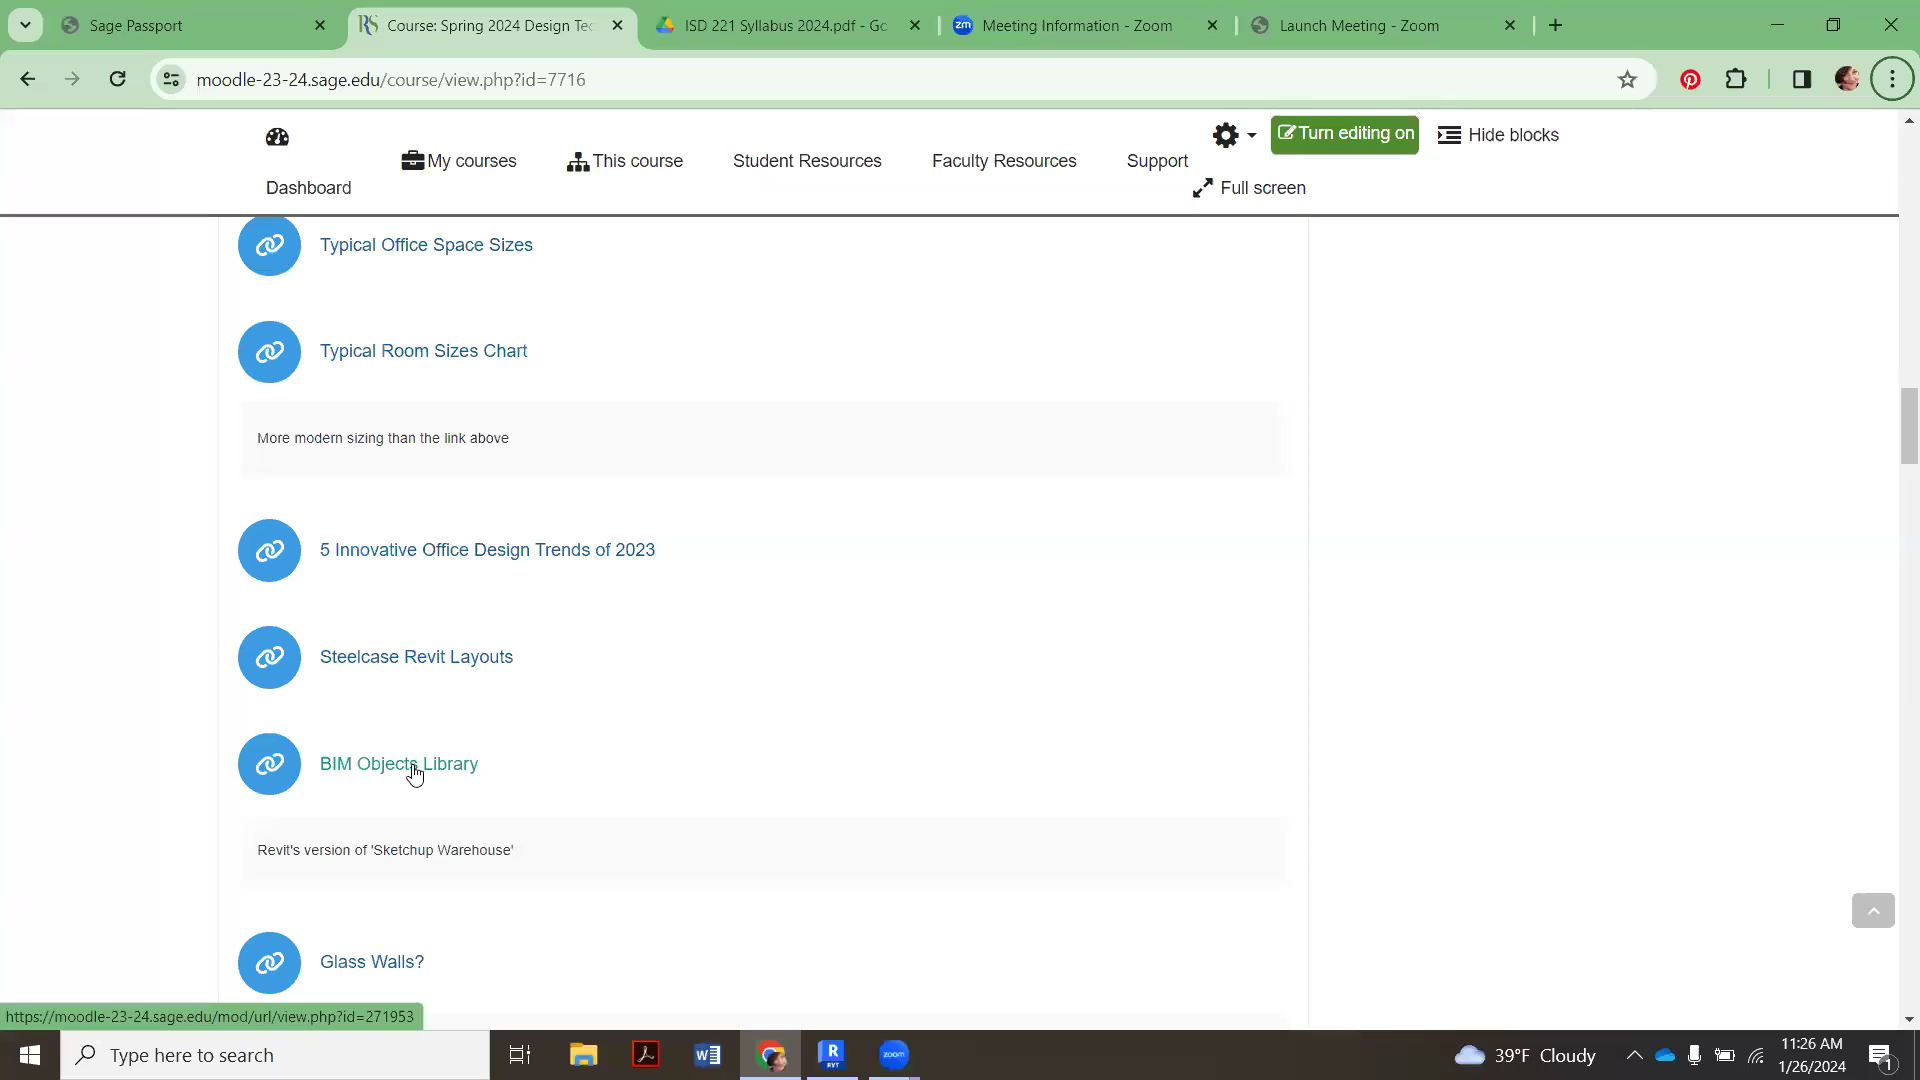 Sage Passport
Course: Spring 2024 Design Tec
ISD 221 Syllabus 2024.pdf - Go
Meeting Information - Zoom
Launch Meeting - Zoom
moodle-23-24.sage.edu/course/view.php?id=7716
Dashboard
My courses
This course
Student Resources
Faculty Resources
Support
Turn editing on
Hide blocks
Full screen
Typical Office Space Sizes
Typical Room Sizes Chart
More modern sizing than the link above
5 Innovative Office Design Trends of 2023
Steelcase Revit Layouts
BIM Objects Library
Revit's version of 'Sketchup Warehouse'
Glass Walls?
https://moodle-23-24.sage.edu/mod/url/view.php?id=271953
Type here to search
39°F Cloudy
11:26 AM
1/26/2024
1